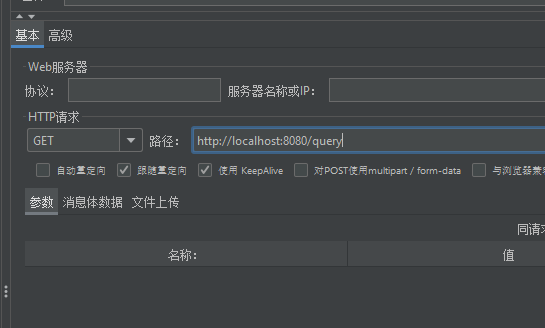 基本 高级
Web服务器
协议： 服务器名称或IP：
HTTP请求
GET 路径： http://localhost:8080/query
自动重定向 跟随重定向 使用 KeepAlive 对POST使用multipart / form-data 与浏览器兼
参数 消息体数据 文件上传
同请求
名称： 值